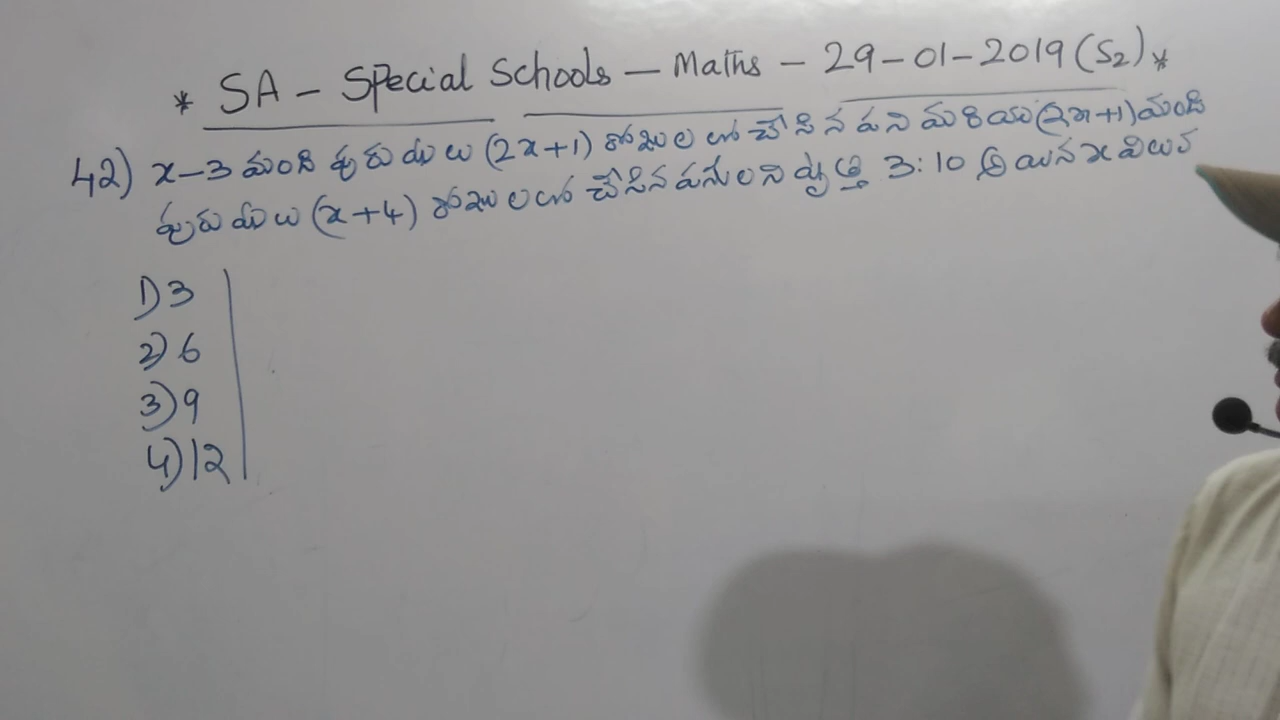 * SA - Special Schools - Maths - 29-01-2019 (S2) *
42) x-3 మంది పురుషులు (2x+1) రోజులలో చేసిన పని మరియు (2x+1) మంది
పురుషులు (x+4) రోజులలో చేసిన పనుల నిష్పత్తి 3:10 అయిన x విలువ
1) 3
2) 6
3) 9
4) 12